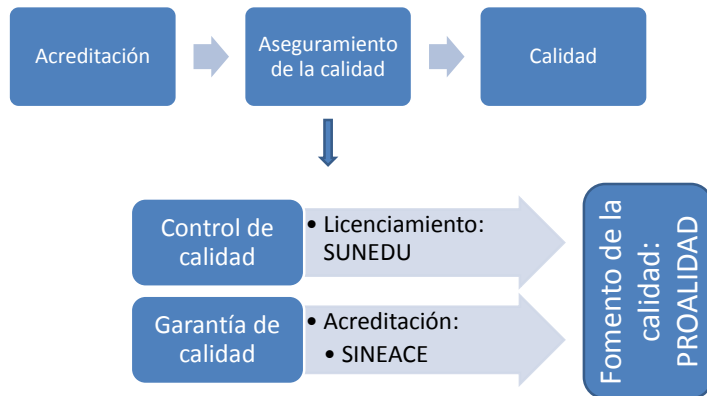 Acreditación
Aseguramiento
de la calidad
Calidad
Control de
calidad
• Licenciamiento:
SUNEDU
Garantía de
calidad
• Acreditación:
• SINEACE
Fomento de la
calidad:
PROALIDAD